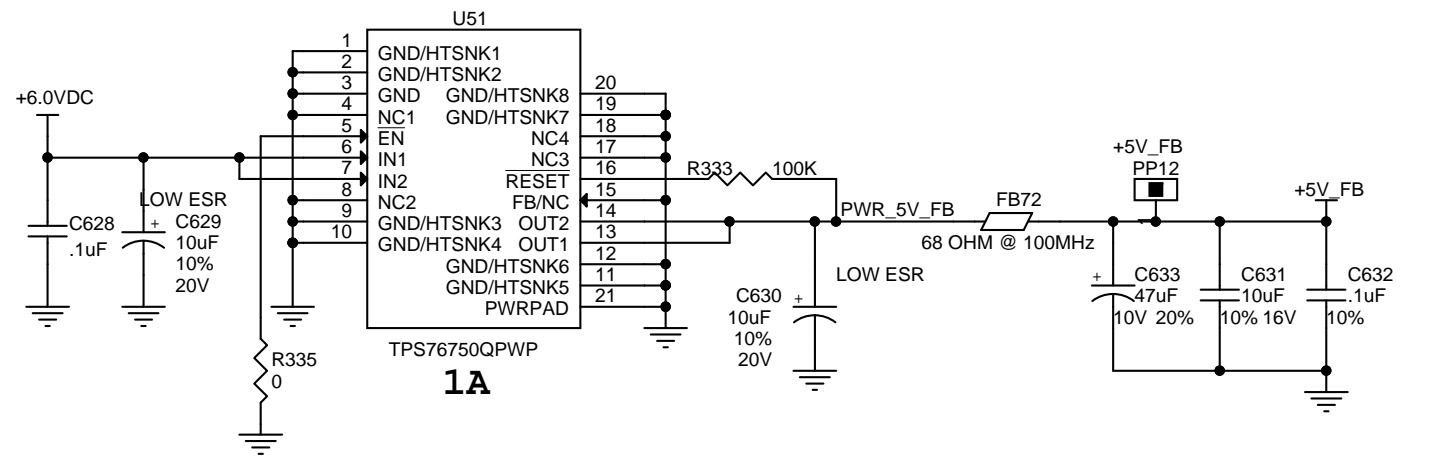 U51
1 GND/HTSNK1
2 GND/HTSNK2
3 GND
4 NC1
5 EN
6 IN1
7 IN2
8 NC2
9 GND/HTSNK3
10 GND/HTSNK4
GND/HTSNK8 20
GND/HTSNK7 19
NC4 18
NC3 17
RESET 16
FB/NC 15
OUT2 14
OUT1 13
GND/HTSNK6 12
GND/HTSNK5 11
PWRPAD 21
TPS76750QPWP
1A
+6.0VDC
C628
.1uF
LOW ESR
+
C629
10uF
10%
20V
R335
0
R333 100K
PWR_5V_FB
LOW ESR
+
C630
10uF
10%
20V
FB72
68 OHM @ 100MHz
+5V_FB
PP12
+5V_FB
+
C633
47uF
10V 20%
C631
10uF
10% 16V
C632
.1uF
10%